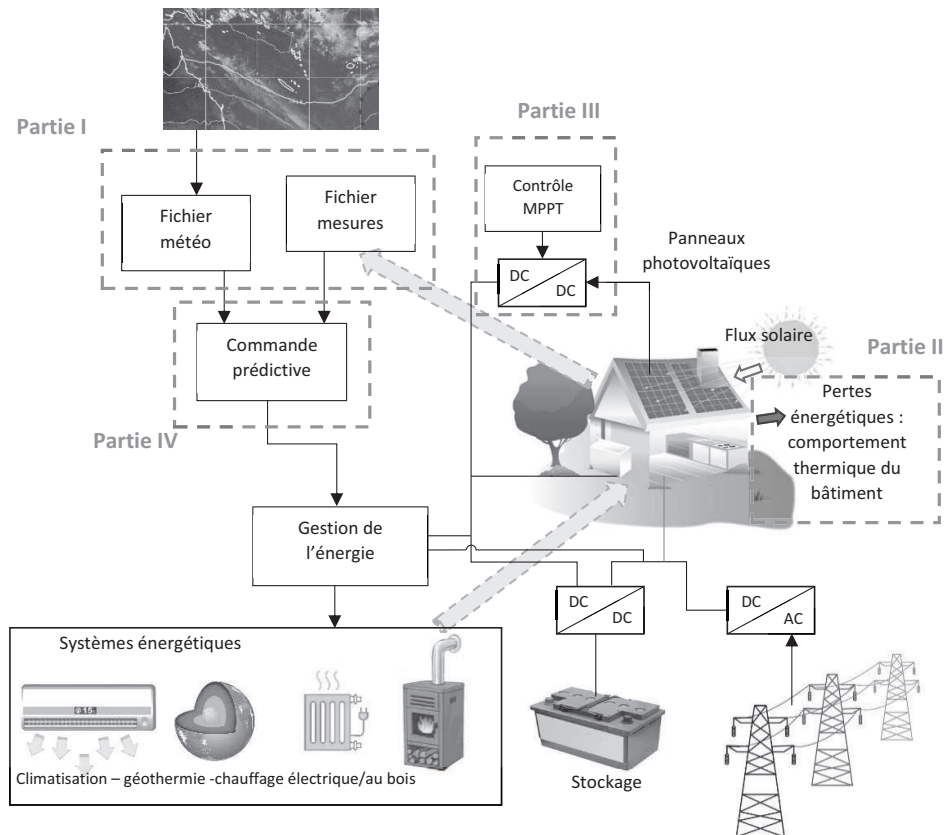 Partie I
Partie III
Fichier
météo
Fichier
mesures
Contrôle
MPPT
DC
DC
Panneaux
photovoltaïques
Flux solaire
Partie II
Commande
prédictive
Partie IV
Pertes
énergétiques :
comportement
thermique du
bâtiment
Gestion de
l'énergie
DC
DC
DC
AC
Systèmes énergétiques
Climatisation – géothermie -chauffage électrique/au bois
Stockage